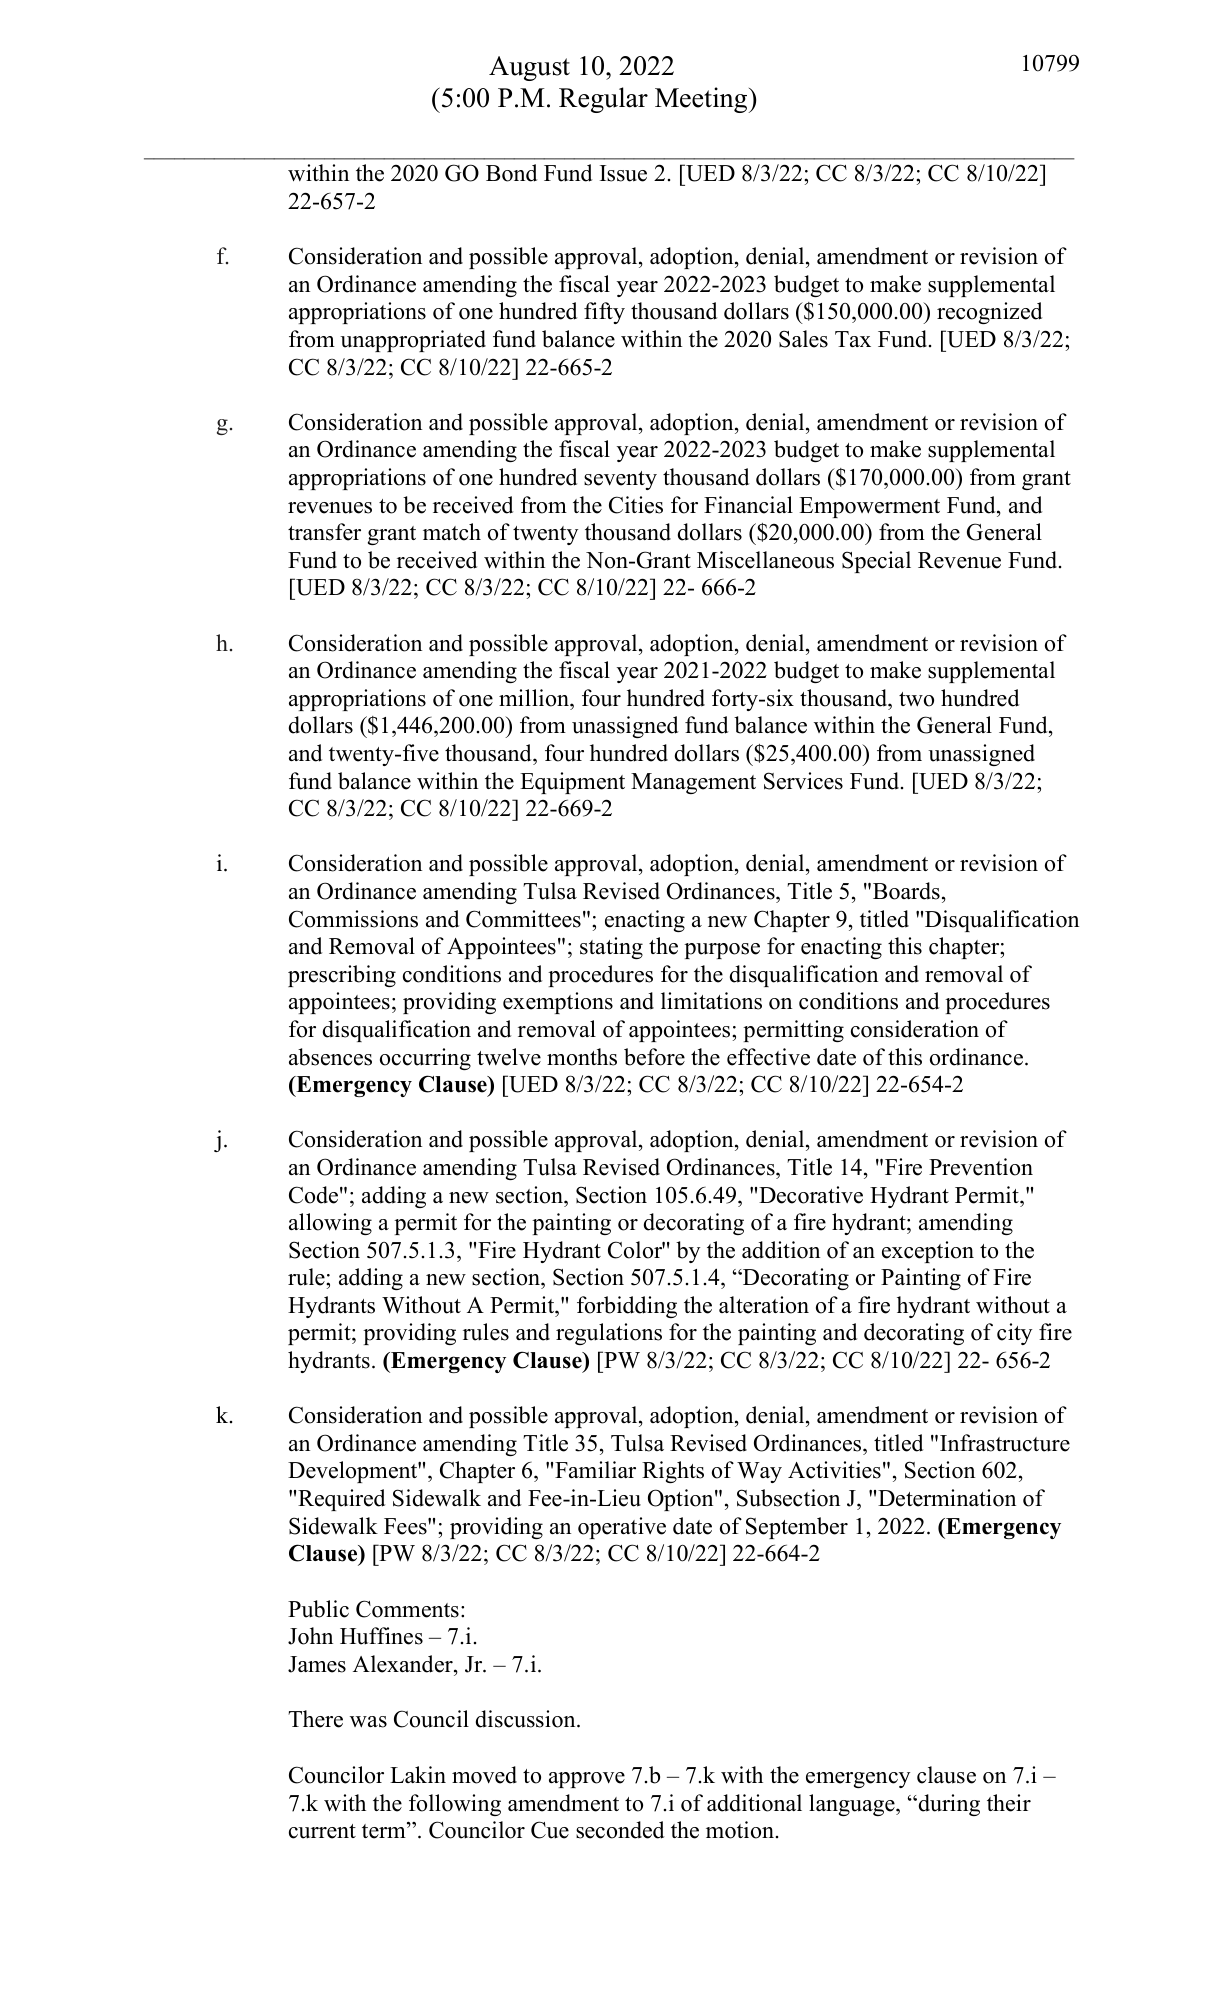 August 10, 2022
10799
(5:00 P.M. Regular Meeting)
within the 2020 GO Bond Fund Issue 2. [UED 8/3/22; CC 8/3/22; CC 8/10/22]
22-657-2
f. Consideration and possible approval, adoption, denial, amendment or revision of
an Ordinance amending the fiscal year 2022-2023 budget to make supplemental
appropriations of one hundred fifty thousand dollars ($150,000.00) recognized
from unappropriated fund balance within the 2020 Sales Tax Fund. [UED 8/3/22;
CC 8/3/22; CC 8/10/22] 22-665-2
g. Consideration and possible approval, adoption, denial, amendment or revision of
an Ordinance amending the fiscal year 2022-2023 budget to make supplemental
appropriations of one hundred seventy thousand dollars ($170,000.00) from grant
revenues to be received from the Cities for Financial Empowerment Fund, and
transfer grant match of twenty thousand dollars ($20,000.00) from the General
Fund to be received within the Non-Grant Miscellaneous Special Revenue Fund.
[UED 8/3/22; CC 8/3/22; CC 8/10/22] 22- 666-2
h. Consideration and possible approval, adoption, denial, amendment or revision of
an Ordinance amending the fiscal year 2021-2022 budget to make supplemental
appropriations of one million, four hundred forty-six thousand, two hundred
dollars ($1,446,200.00) from unassigned fund balance within the General Fund,
and twenty-five thousand, four hundred dollars ($25,400.00) from unassigned
fund balance within the Equipment Management Services Fund. [UED 8/3/22;
CC 8/3/22; CC 8/10/22] 22-669-2
i. Consideration and possible approval, adoption, denial, amendment or revision of
an Ordinance amending Tulsa Revised Ordinances, Title 5, "Boards,
Commissions and Committees"; enacting a new Chapter 9, titled "Disqualification
and Removal of Appointees"; stating the purpose for enacting this chapter;
prescribing conditions and procedures for the disqualification and removal of
appointees; providing exemptions and limitations on conditions and procedures
for disqualification and removal of appointees; permitting consideration of
absences occurring twelve months before the effective date of this ordinance.
(Emergency Clause) [UED 8/3/22; CC 8/3/22; CC 8/10/22] 22-654-2
j. Consideration and possible approval, adoption, denial, amendment or revision of
an Ordinance amending Tulsa Revised Ordinances, Title 14, "Fire Prevention
Code"; adding a new section, Section 105.6.49, "Decorative Hydrant Permit,"
allowing a permit for the painting or decorating of a fire hydrant; amending
Section 507.5.1.3, "Fire Hydrant Color" by the addition of an exception to the
rule; adding a new section, Section 507.5.1.4, “Decorating or Painting of Fire
Hydrants Without A Permit," forbidding the alteration of a fire hydrant without a
permit; providing rules and regulations for the painting and decorating of city fire
hydrants. (Emergency Clause) [PW 8/3/22; CC 8/3/22; CC 8/10/22] 22- 656-2
k. Consideration and possible approval, adoption, denial, amendment or revision of
an Ordinance amending Title 35, Tulsa Revised Ordinances, titled "Infrastructure
Development", Chapter 6, "Familiar Rights of Way Activities", Section 602,
"Required Sidewalk and Fee-in-Lieu Option", Subsection J, "Determination of
Sidewalk Fees"; providing an operative date of September 1, 2022. (Emergency
Clause) [PW 8/3/22; CC 8/3/22; CC 8/10/22] 22-664-2
Public Comments:
John Huffines – 7.i.
James Alexander, Jr. – 7.i.
There was Council discussion.
Councilor Lakin moved to approve 7.b – 7.k with the emergency clause on 7.i –
7.k with the following amendment to 7.i of additional language, “during their
current term”. Councilor Cue seconded the motion.